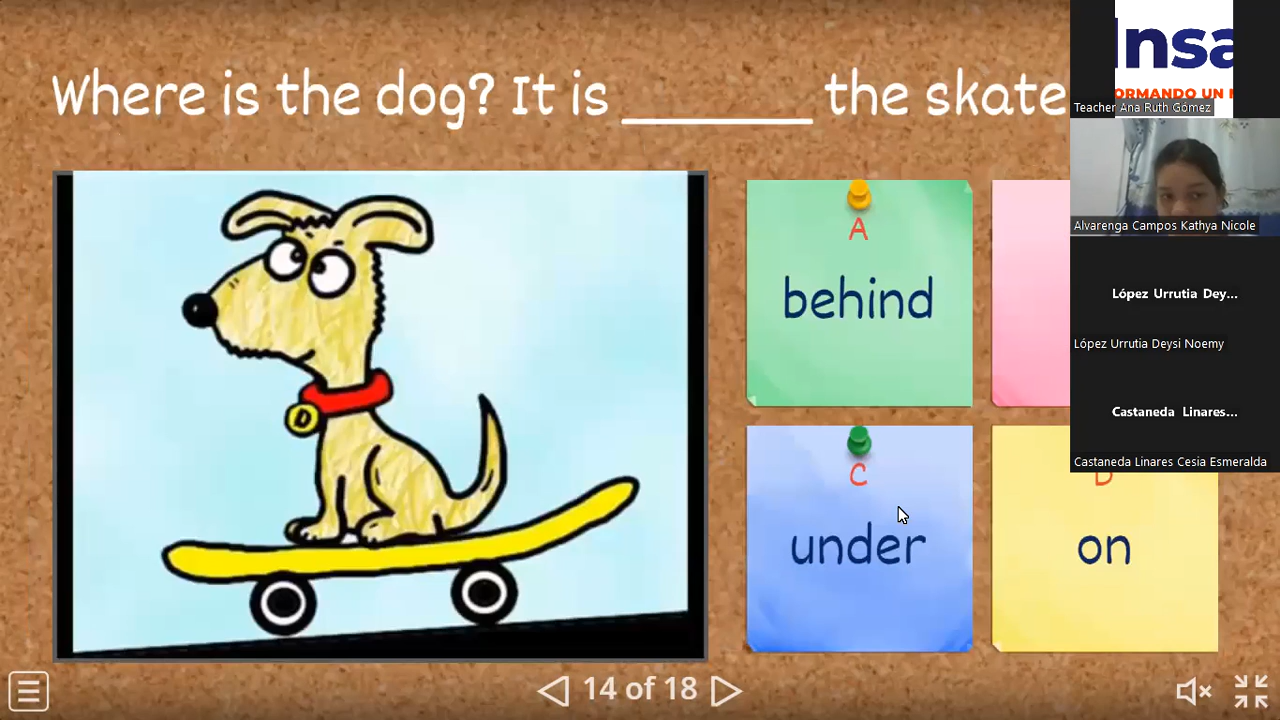 Where is the dog? It is _______ the skate
A
behind
C
under
D
on
14 of 18
Insa
ORMANDO UN
Teacher Ana Ruth Gómez
Alvarenga Campos Kathya Nicole
López Urrutia Dey...
López Urrutia Deysi Noemy
Castaneda Linares...
Castaneda Linares Cesia Esmeralda
D